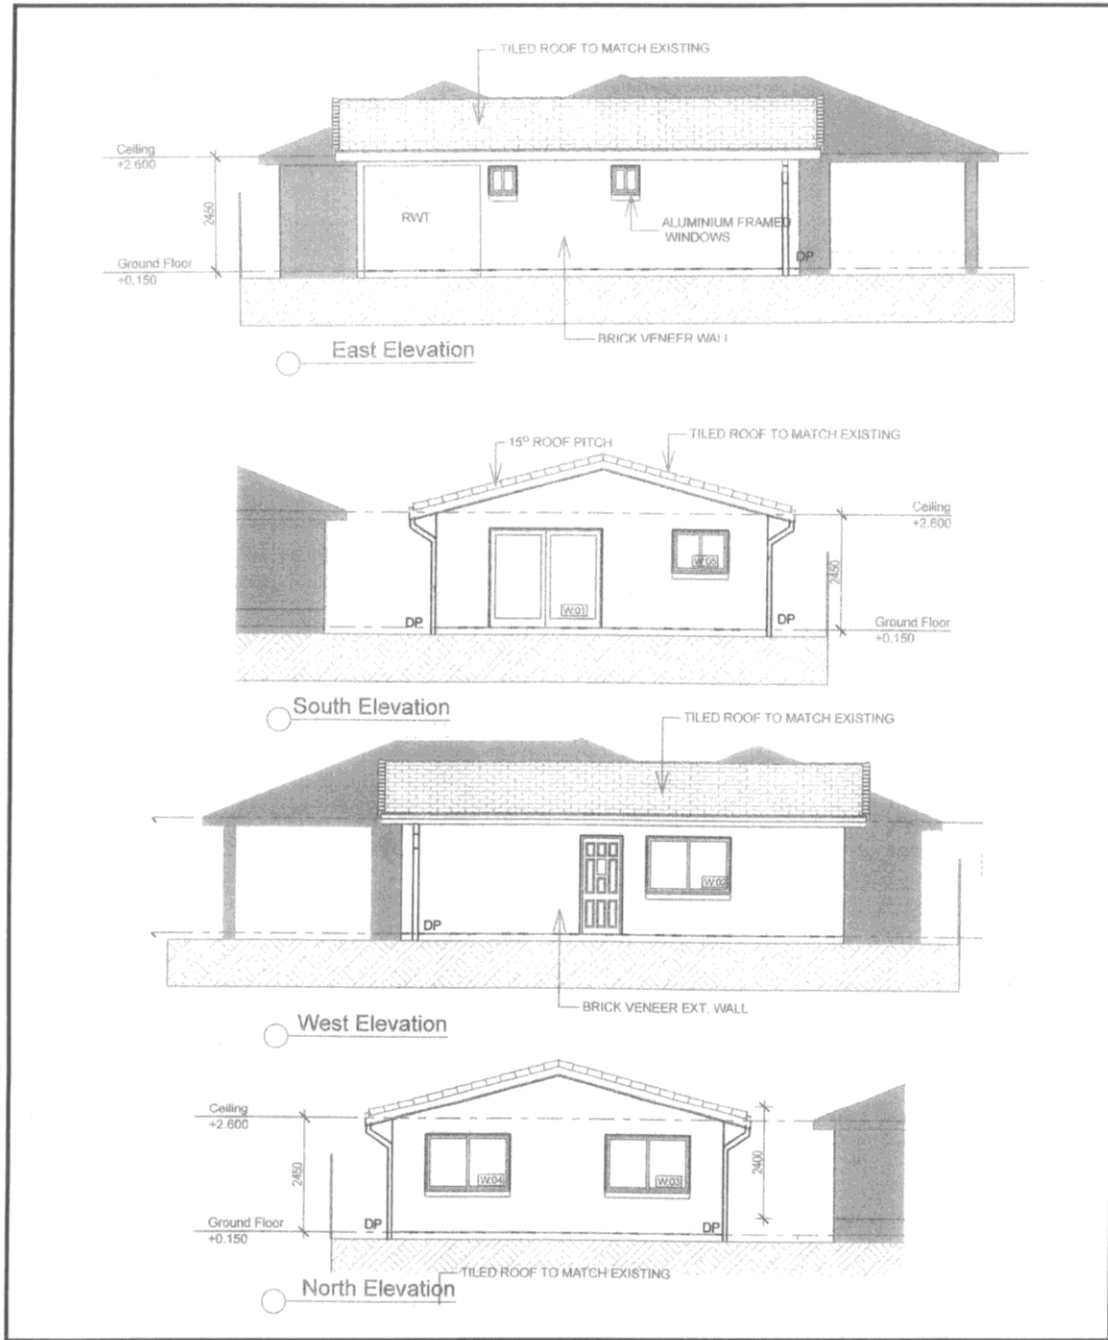 TILED ROOF TO MATCH EXISTING
Ceiling
+2.600
2450
RWT
ALUMINIUM FRAMED
WINDOWS
Ground Floor
+0.150
DP
BRICK VENEER WALL
East Elevation
15° ROOF PITCH
TILED ROOF TO MATCH EXISTING
Ceiling
+2.600
W:05
2450
W:01
DP
DP
Ground Floor
+0.150
South Elevation
TILED ROOF TO MATCH EXISTING
W:02
DP
BRICK VENEER EXT. WALL
West Elevation
Ceiling
+2.600
2450
2400
W:04
W:03
Ground Floor
+0.150
DP
DP
TILED ROOF TO MATCH EXISTING
North Elevation